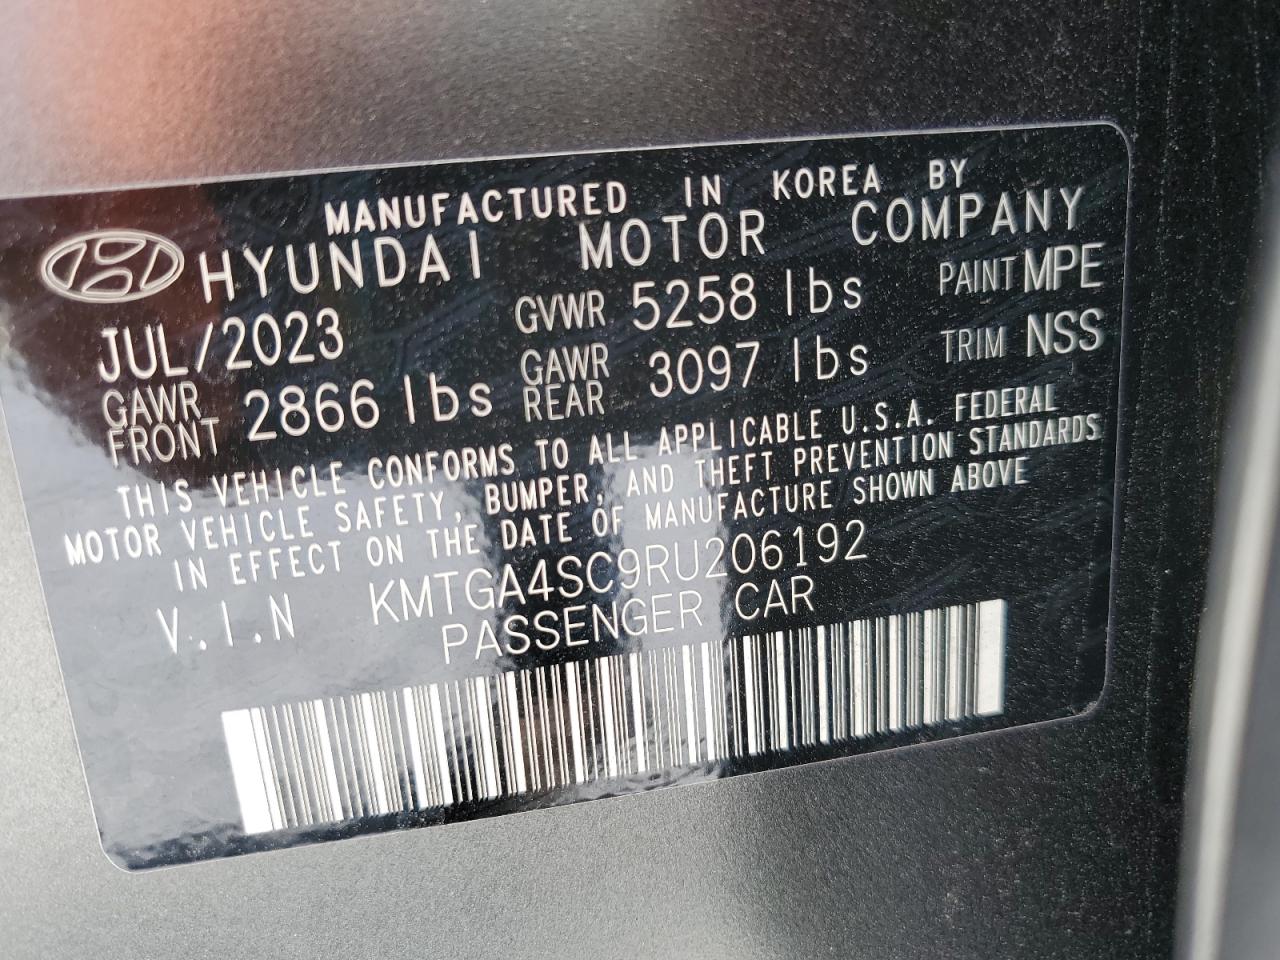 MANUFACTURED IN KOREA BY
HYUNDAI MOTOR COMPANY
JUL/2023 GVWR 5258 lbs PAINT MPE
GAWR FRONT 2866 lbs GAWR REAR 3097 lbs TRIM NSS
THIS VEHICLE CONFORMS TO ALL APPLICABLE U.S.A. FEDERAL
MOTOR VEHICLE SAFETY, BUMPER, AND THEFT PREVENTION STANDARDS
IN EFFECT ON THE DATE OF MANUFACTURE SHOWN ABOVE
V.I.N KMTGA4SC9RU206192
PASSENGER CAR